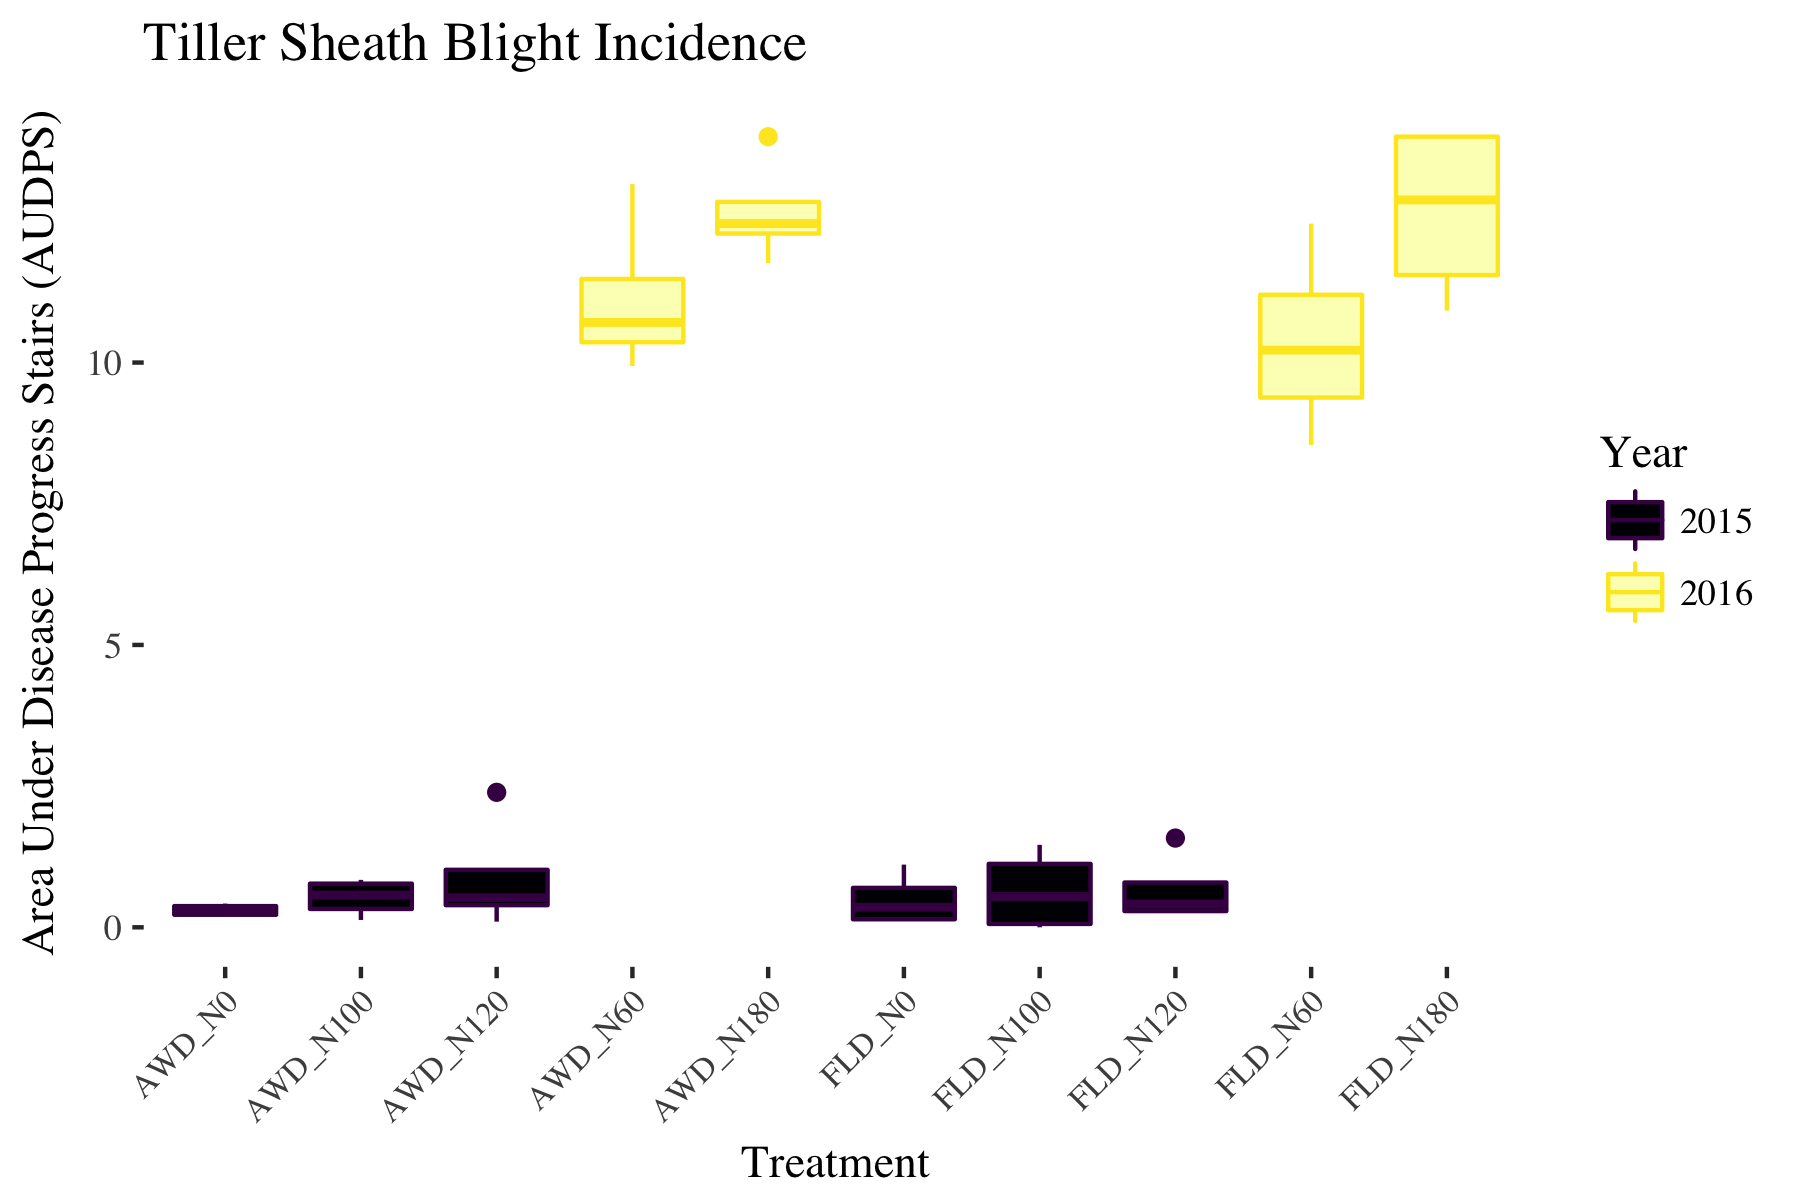 Tiller Sheath Blight Incidence
Area Under Disease Progress Stairs (AUDPS)
10
5
0
AWD_N0
AWD_N100
AWD_N120
AWD_N60
AWD_N180
FLD_N0
FLD_N100
FLD_N120
FLD_N60
FLD_N180
Treatment
Year
2015
2016